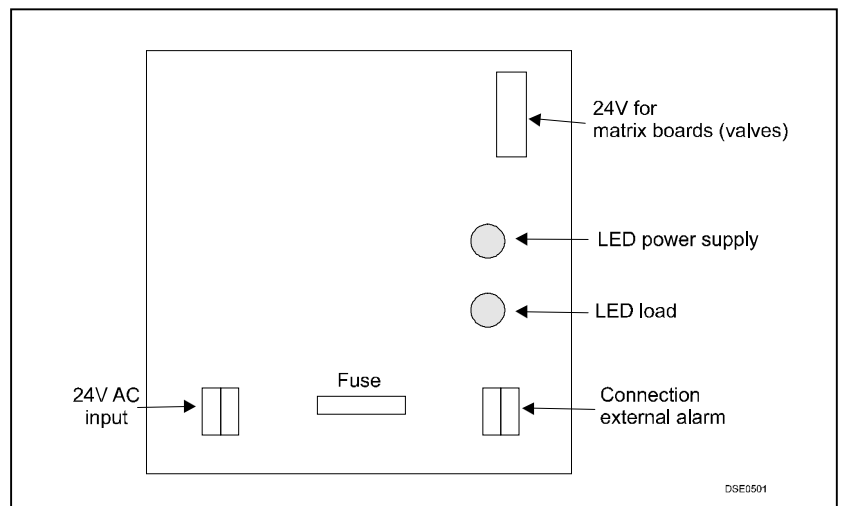 24V for
matrix boards (valves)
LED power supply
LED load
24V AC
input
Fuse
Connection
external alarm
DSE0501